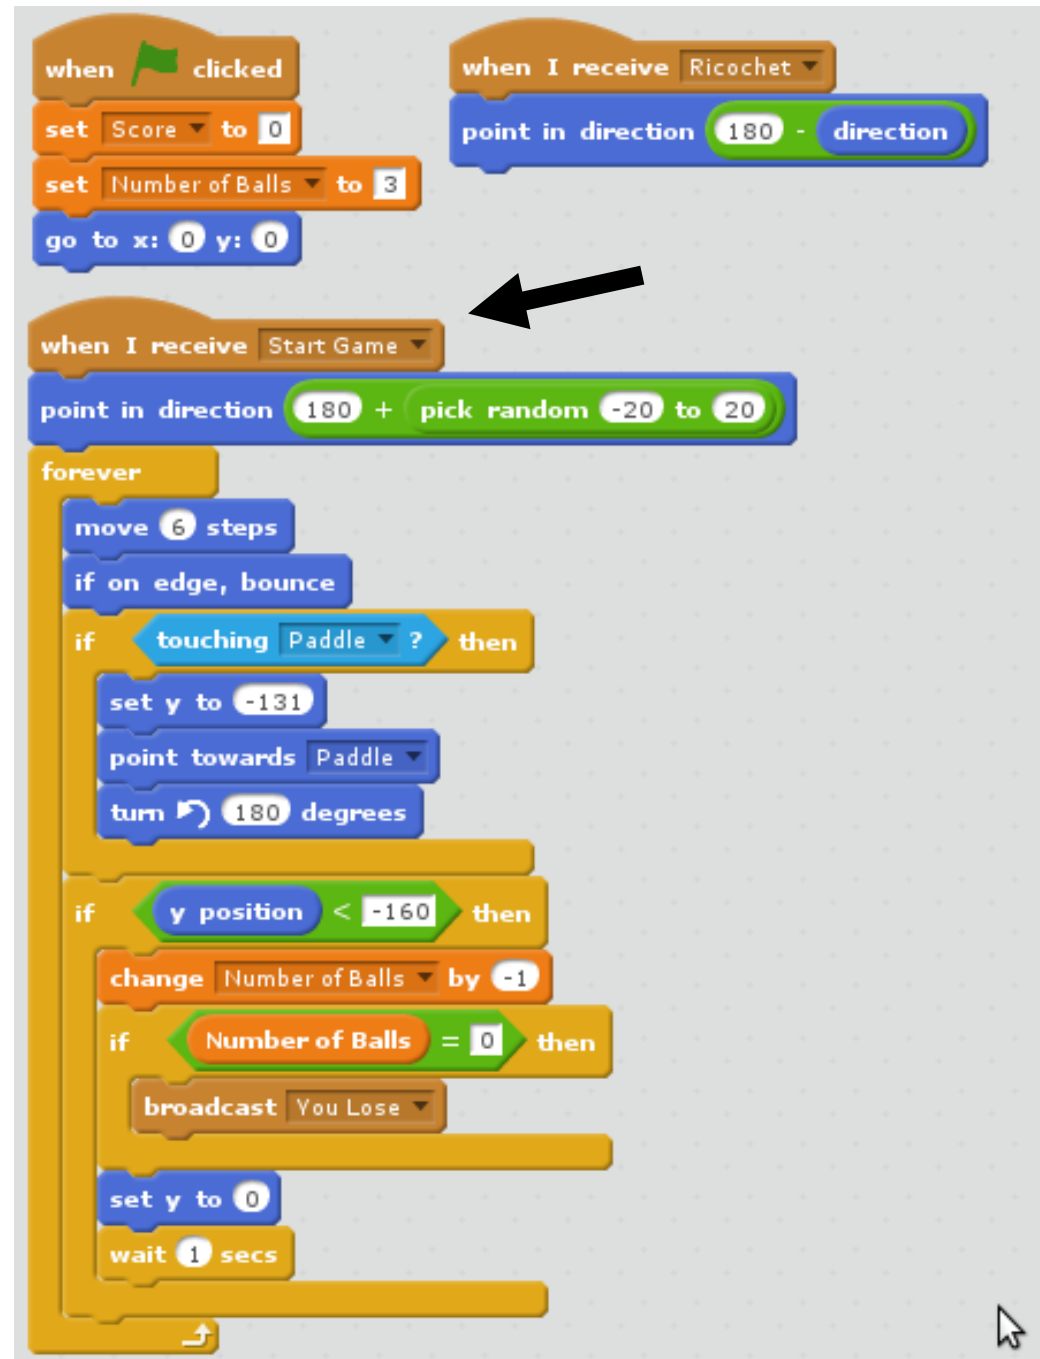 when clicked
set Score to 0
set Number of Balls to 3
go to x: 0 y: 0
when I receive Ricochet
point in direction 180 - direction
when I receive Start Game
point in direction 180 + pick random -20 to 20
forever
move 6 steps
if on edge, bounce
if touching Paddle ? then
set y to -131
point towards Paddle
turn 180 degrees
if y position < -160 then
change Number of Balls by -1
if Number of Balls = 0 then
broadcast You Lose
set y to 0
wait 1 secs